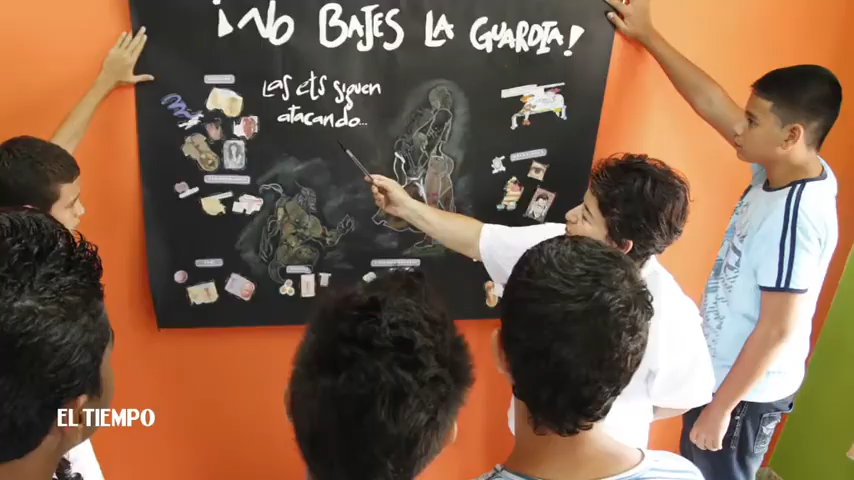 ¡NO BAJES LA GUARDIA!
Las ets siguen
atacando...
EL TIEMPO